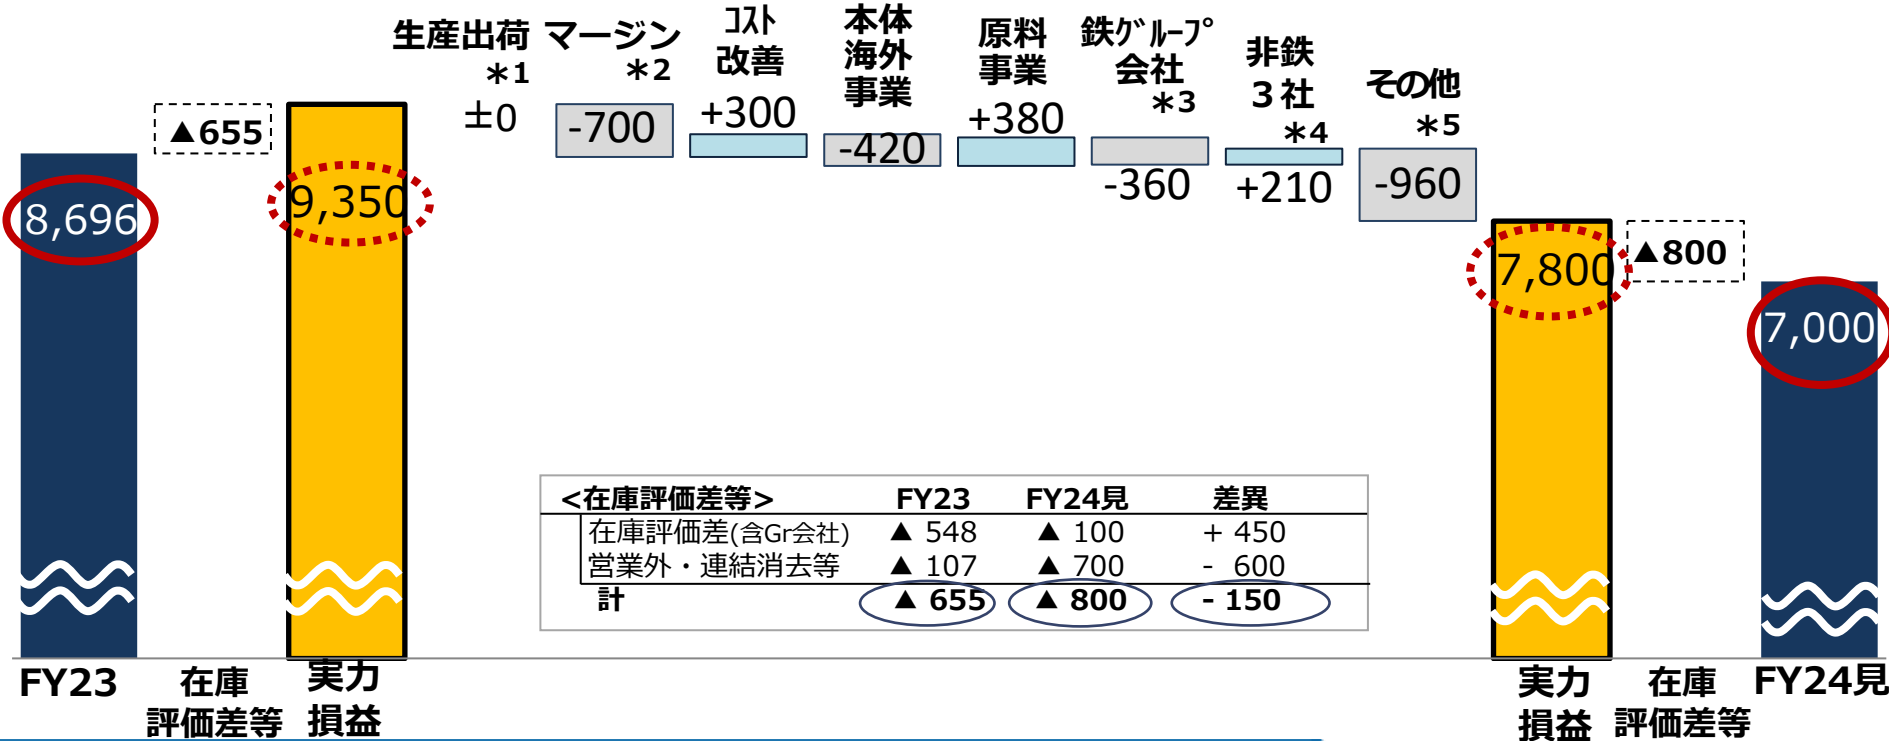 生産出荷
＊1
±0
マージン
＊2
-700
ｺｽﾄ
改善
+300
本体
海外
事業
-420
原料
事業
+380
鉄ｸﾞﾙｰﾌﾟ
会社
＊3
-360
非鉄
３社
＊4
+210
その他
＊5
-960
▲655
8,696
9,350
7,800
▲800
7,000
<在庫評価差等> FY23 FY24見 差異
在庫評価差(含Gr会社) ▲ 548 ▲ 100 + 450
営業外・連結消去等 ▲ 107 ▲ 700 - 600
計 ▲ 655 ▲ 800 - 150
FY23
在庫
評価差等
実力
損益
実力
損益
在庫
評価差等
FY24見